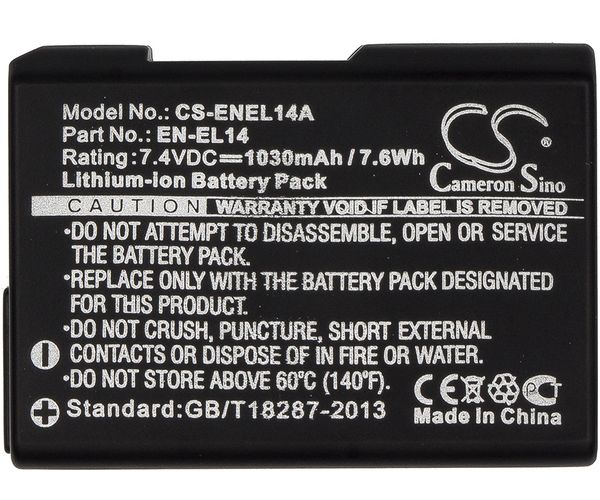 Model No.: CS-ENEL14A
Part No.: EN-EL14
Rating: 7.4VDC⎓1030mAh / 7.6Wh
Lithium-ion Battery Pack
CS
®
Cameron Sino
CAUTION WARRANTY VOID IF LABEL IS REMOVED
•DO NOT ATTEMPT TO DISASSEMBLE, OPEN OR SERVICE
THE BATTERY PACK.
•REPLACE ONLY WITH THE BATTERY PACK DESIGNATED
FOR THIS EQUIPMENT.
•DO NOT CRUSH, PUNCTURE, SHORT EXTERNAL
CONTACTS OR DISPOSE OF IN FIRE OR WATER.
•DO NOT STORE ABOVE 60℃ (140℉).
Standard: GB/T18287-2013
CE
Made In China